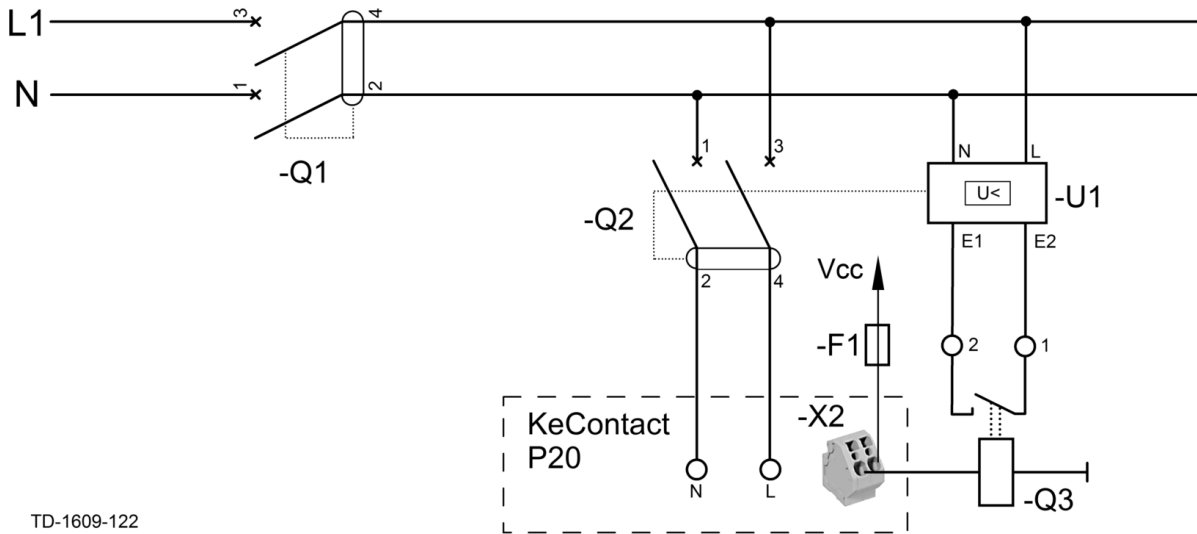 L1
3
4
N
1
2
-Q1
1
3
N
L
U<
-U1
-Q2
E1
E2
2
4
Vcc
-F1
2
1
KeContact
P20
-X2
N
L
-Q3
TD-1609-122